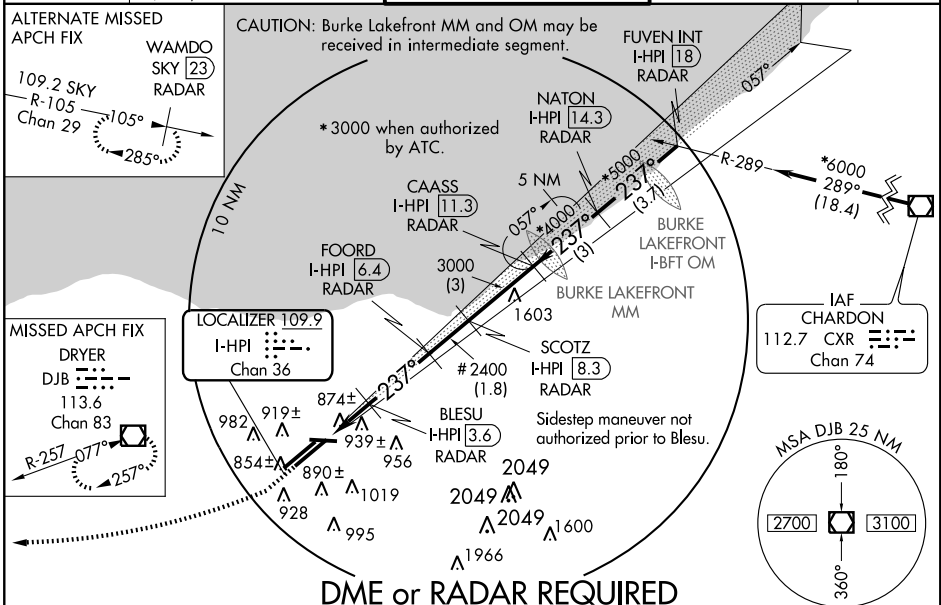 ALTERNATE MISSED
APCH FIX
WAMDO
SKY 23
RADAR
109.2 SKY
R-105
Chan 29
105°
285°
CAUTION: Burke Lakefront MM and OM may be
received in intermediate segment.
FUVEN INT
I-HPI 18
RADAR
057°
NATON
I-HPI 14.3
RADAR
*3000 when authorized
by ATC.
*5000
237°
(3.7)
R-289
*6000
289°
(18.4)
5 NM
057°
*4000
237°
(3)
CAASS
I-HPI 11.3
RADAR
10 NM
BURKE
LAKEFRONT
I-BFT OM
FOORD
I-HPI 6.4
RADAR
3000
(3)
BURKE LAKEFRONT
MM
1603
IAF
CHARDON
112.7 CXR
Chan 74
LOCALIZER 109.9
I-HPI
Chan 36
MISSED APCH FIX
DRYER
DJB
113.6
Chan 83
R-257
077°
257°
SCOTZ
I-HPI 8.3
RADAR
#2400
(1.8)
237°
BLESU
I-HPI 3.6
RADAR
Sidestep maneuver not
authorized prior to Blesu.
874±
982
919±
939±
956
854±
890±
1019
928
995
2049
2049
2049
1600
1966
MSA DJB 25 NM
180°
2700
3100
360°
DME or RADAR REQUIRED